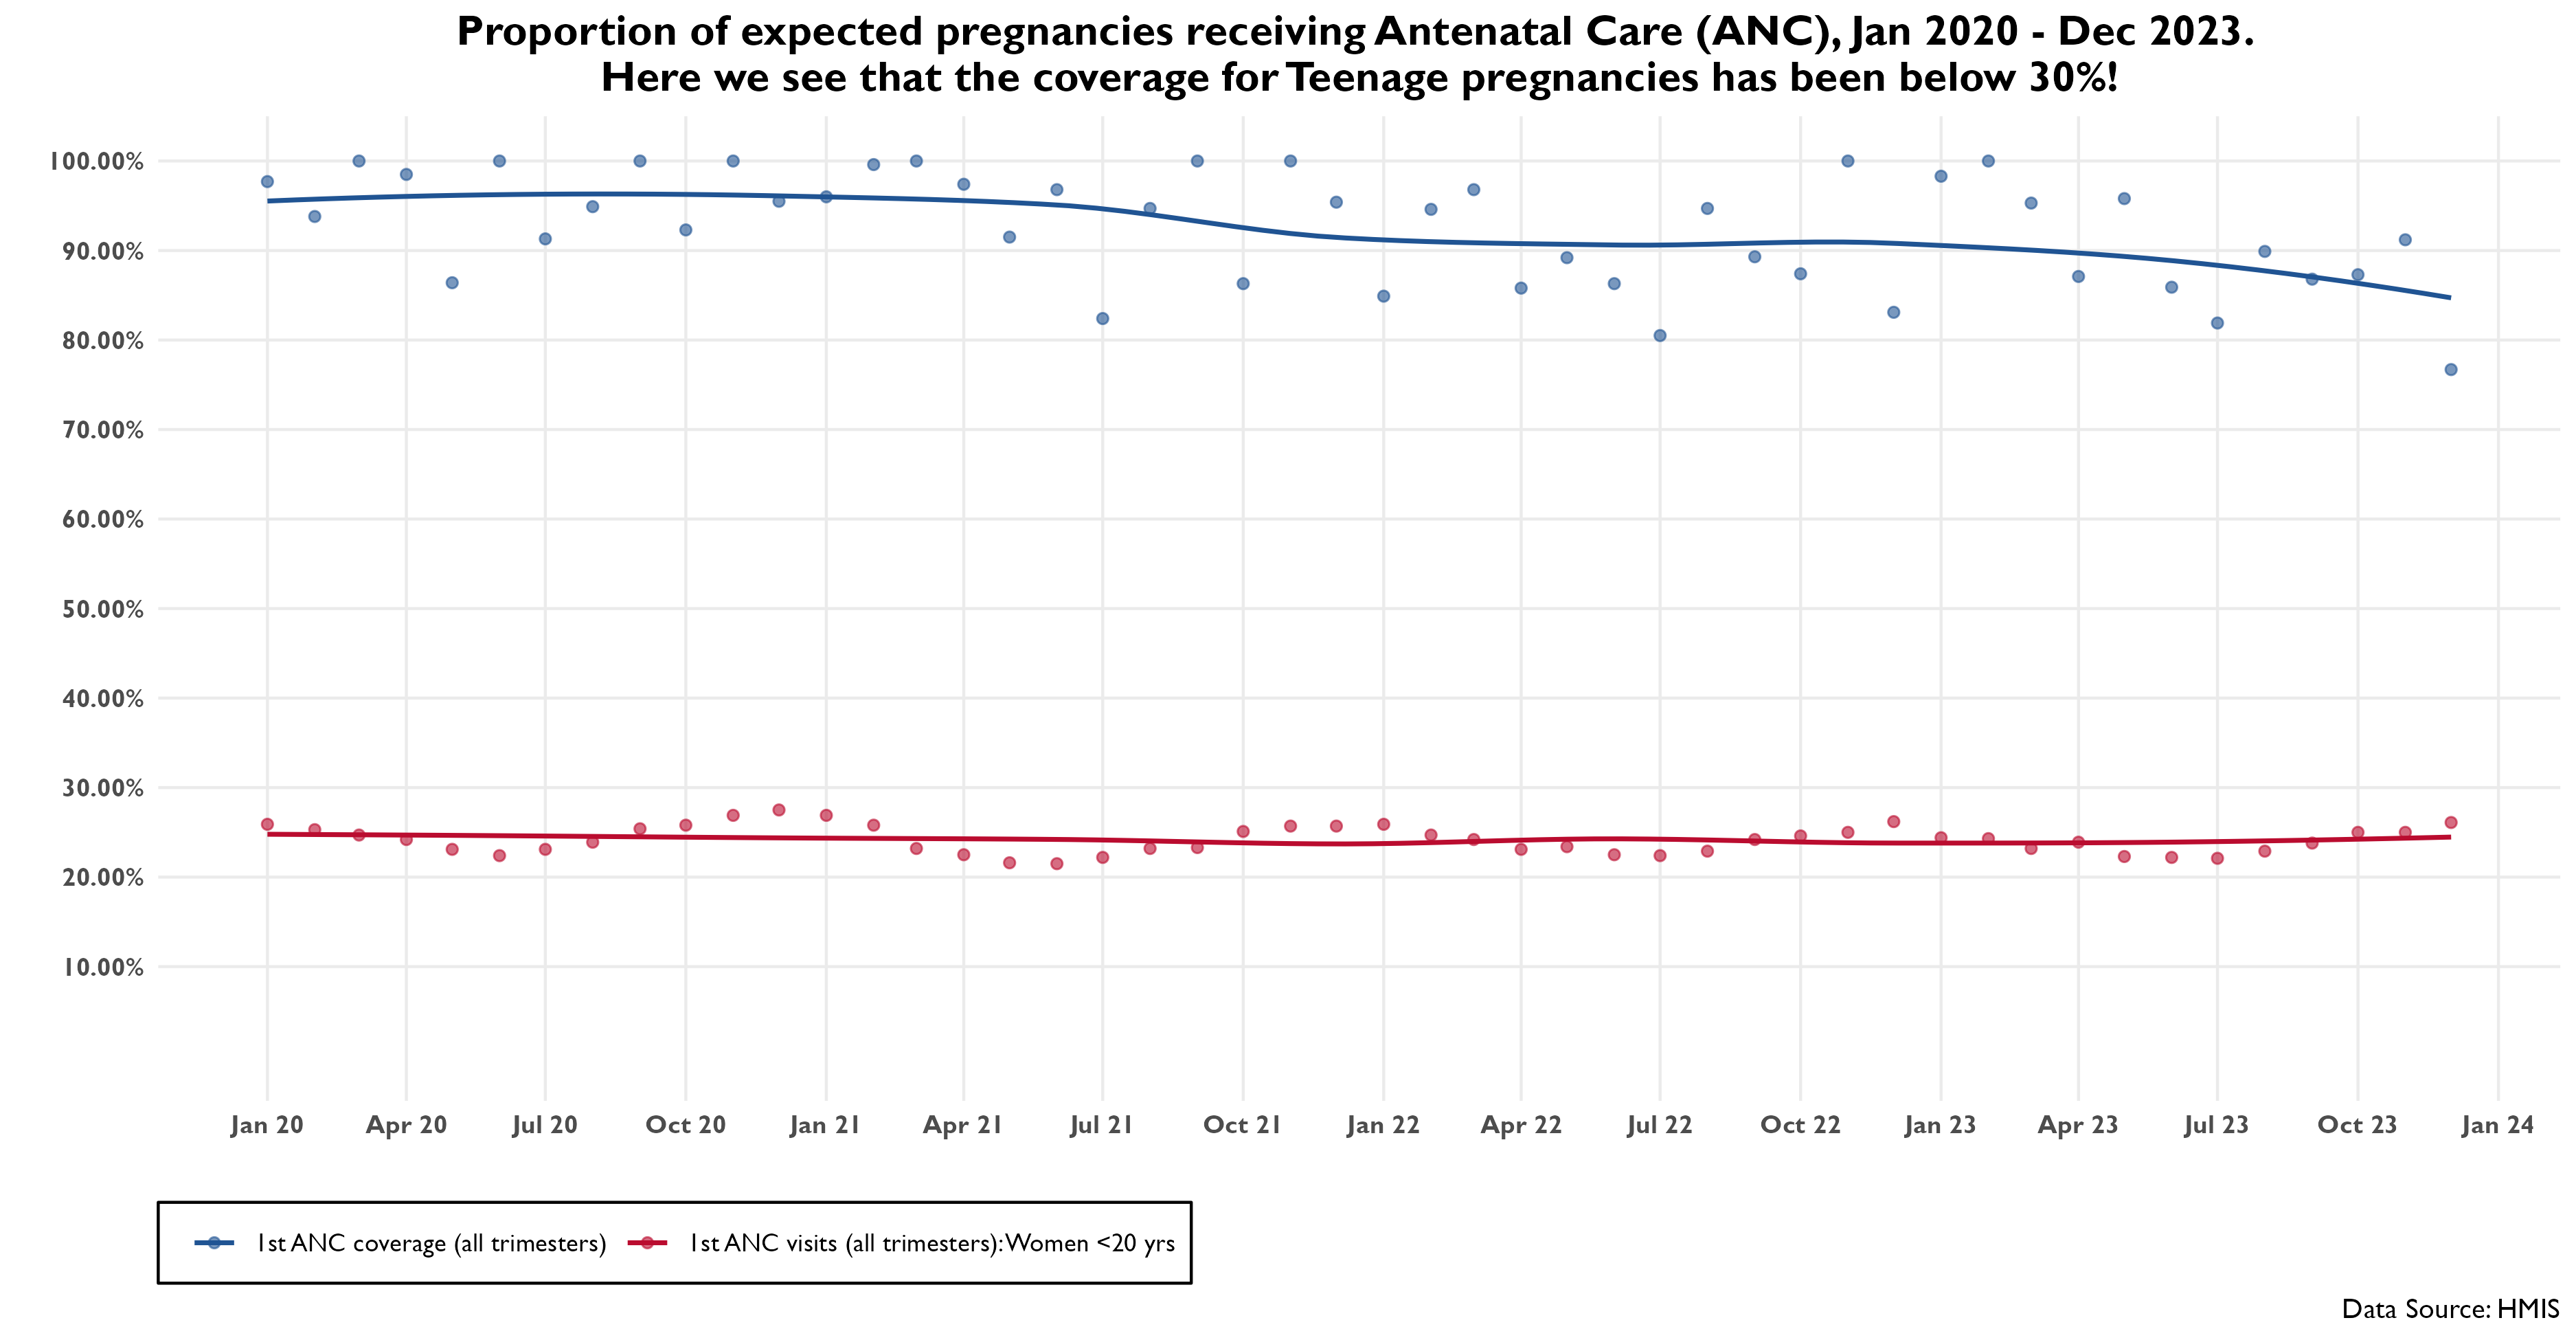 Proportion of expected pregnancies receiving Antenatal Care (ANC), Jan 2020 - Dec 2023.
Here we see that the coverage for Teenage pregnancies has been below 30%!
100.00%
90.00%
80.00%
70.00%
60.00%
50.00%
40.00%
30.00%
20.00%
10.00%
Jan 20 Apr 20 Jul 20 Oct 20 Jan 21 Apr 21 Jul 21 Oct 21 Jan 22 Apr 22 Jul 22 Oct 22 Jan 23 Apr 23 Jul 23 Oct 23 Jan 24
1st ANC coverage (all trimesters) 1st ANC visits (all trimesters): Women <20 yrs
Data Source: HMIS